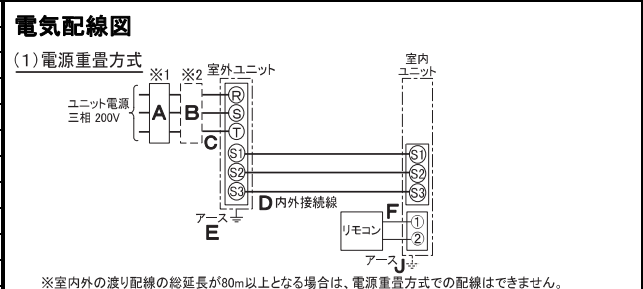 電気配線図
(1)電源重畳方式
※1 ※2 室外ユニット
室内
ユニット
ユニット電源
三相 200V
A
B
C
R
S
T
S1
S2
S3
S1
S2
S3
D 内外接続線
アース
E
リモコン
F
1
2
アース J
※室内外の渡り配線の総延長が80m以上となる場合は、電源重畳方式での配線はできません。